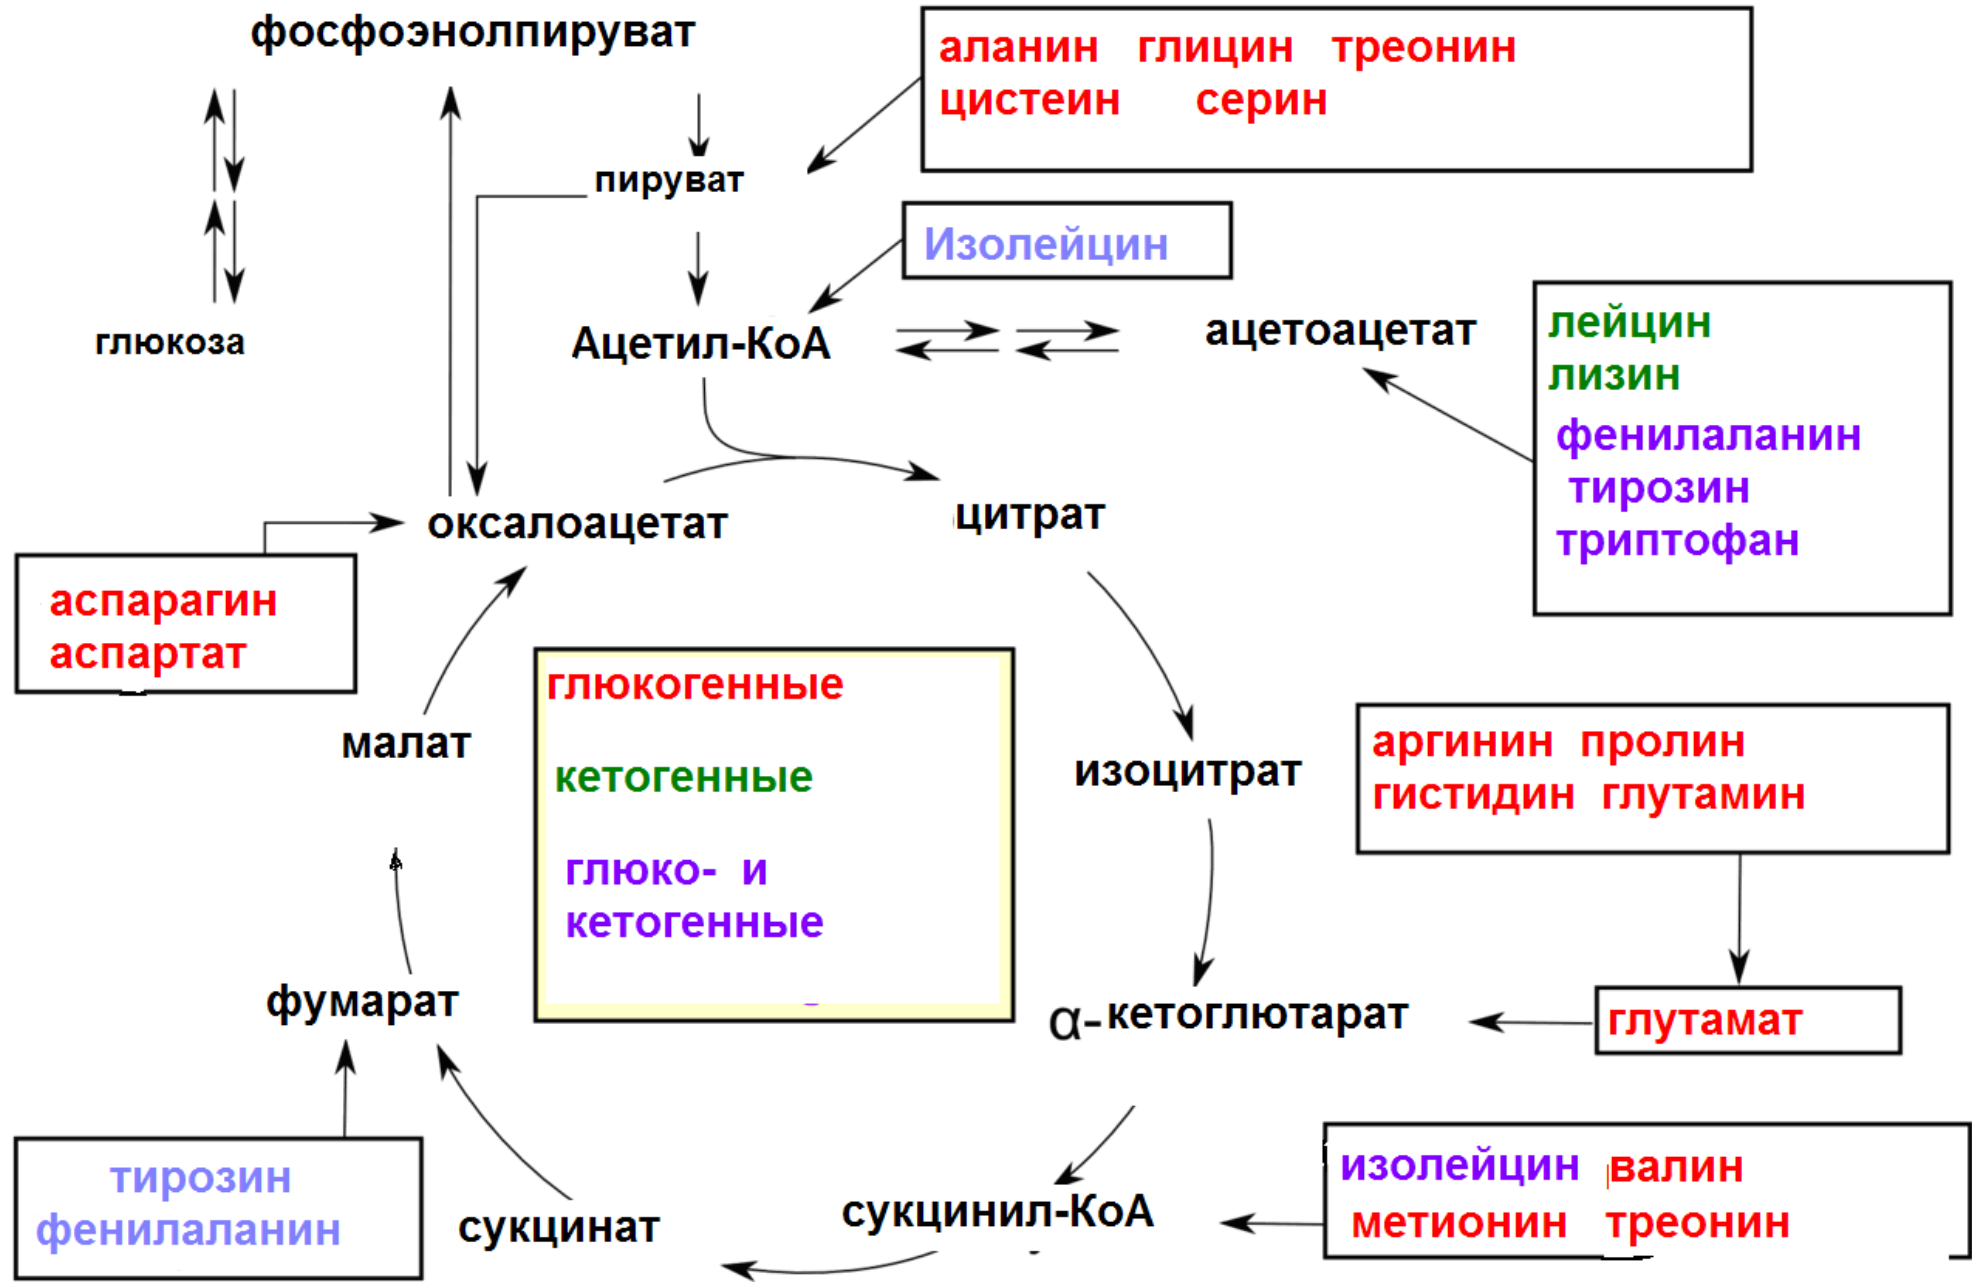 фосфоэнолпируват
аланин глицин треонин
цистеин серин
пируват
Изолейцин
глюкоза
Ацетил-КоА
ацетоацетат
лейцин
лизин
фенилаланин
тирозин
триптофан
оксалоацетат
цитрат
аспарагин
аспартат
глюкогенные
кетогенные
глюко- и
кетогенные
малат
изоцитрат
аргинин пролин
гистидин глутамин
фумарат
α-кетоглютарат
глутамат
тирозин
фенилаланин
сукцинат
сукцинил-КоА
изолейцин валин
метионин треонин